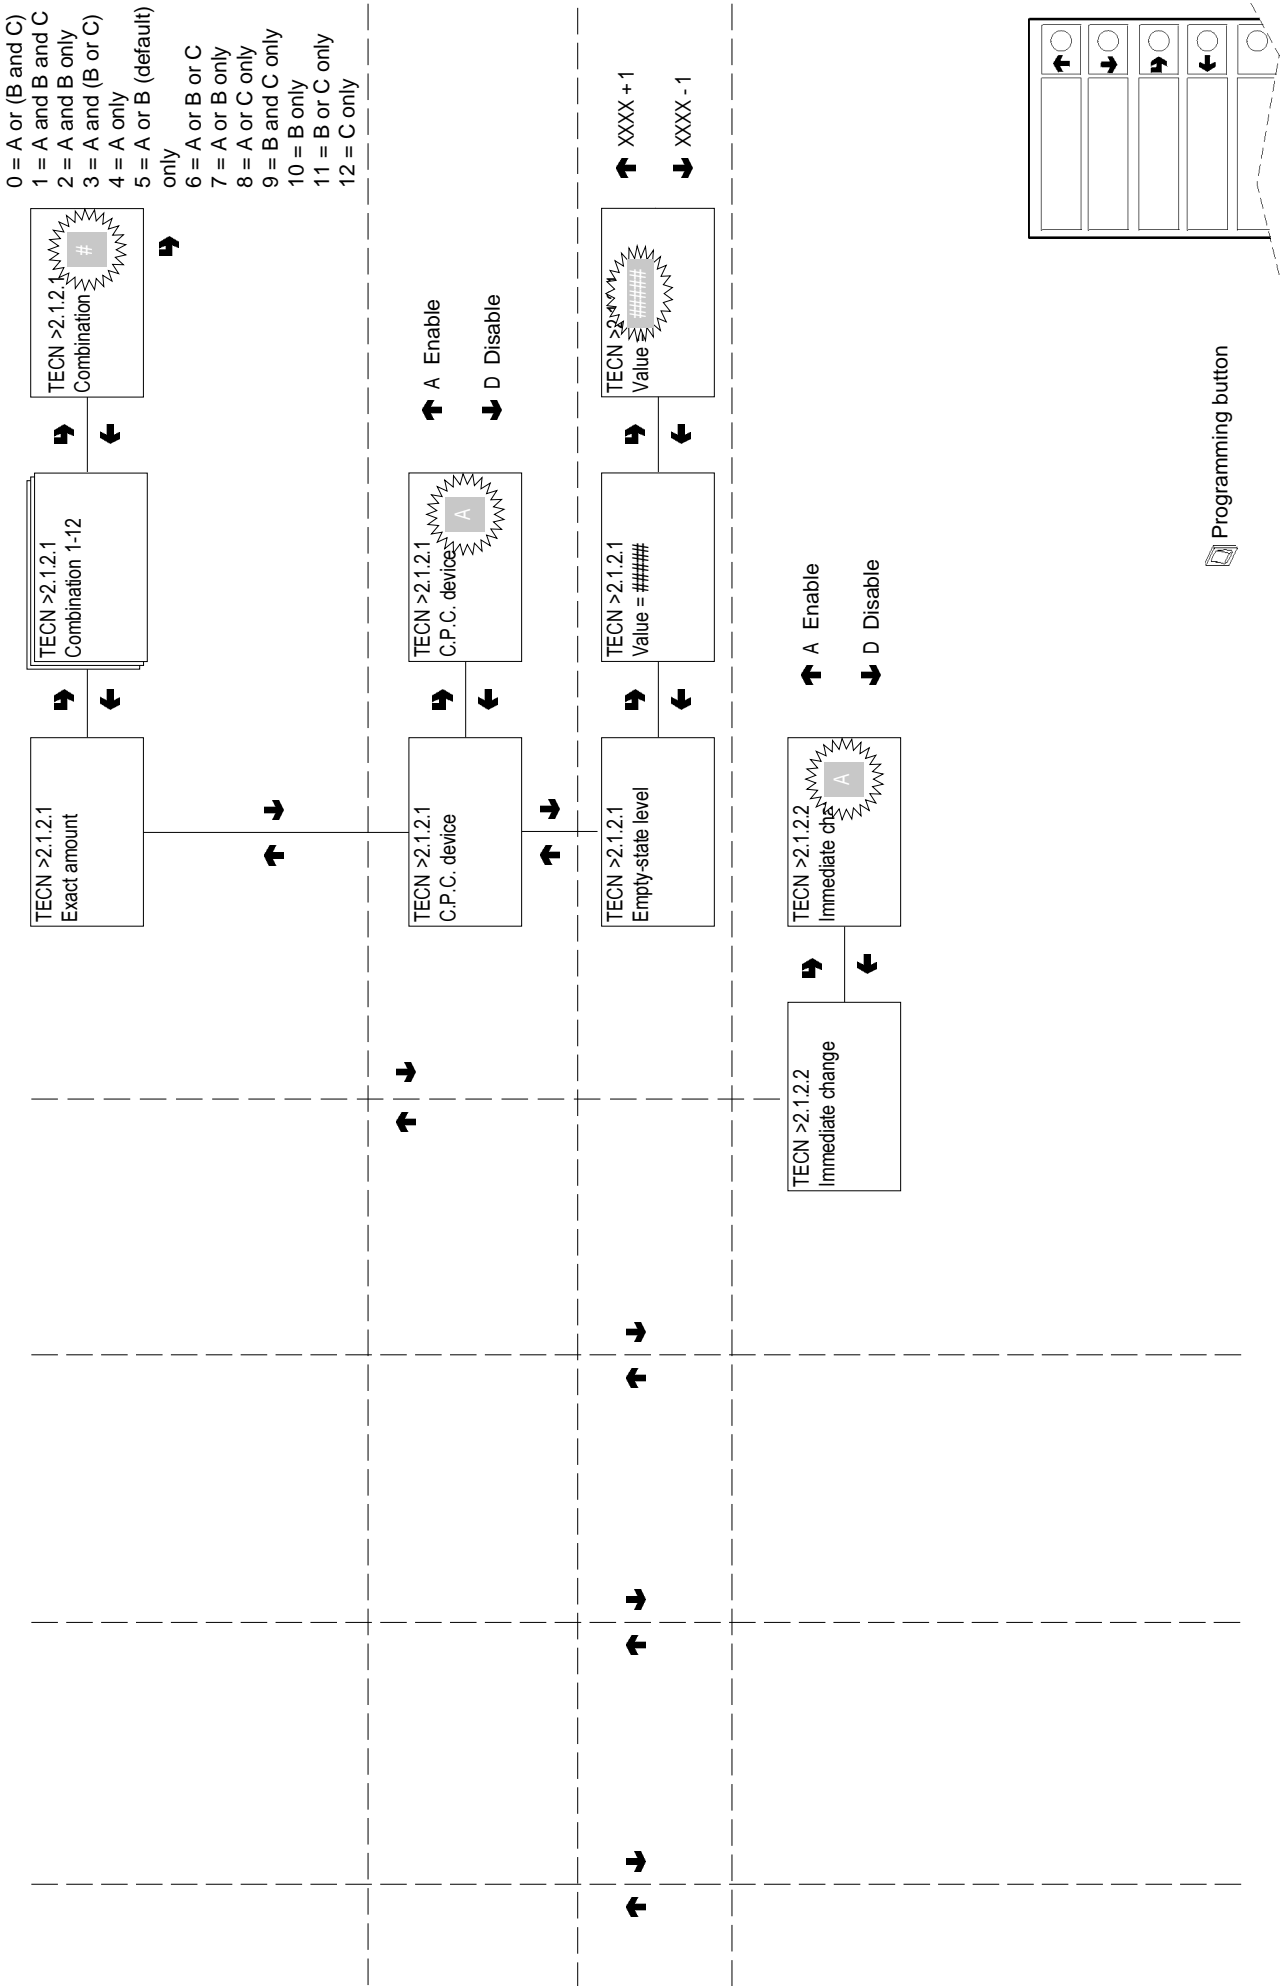 0 = A or (B and C)
1 = A and B and C
2 = A and B only
3 = A and (B or C)
4 = A only
5 = A or B (default)
only
6 = A or B or C
7 = A or B only
8 = A or C only
9 = B and C only
10 = B only
11 = B or C only
12 = C only
TECN >2.1.2.1
Exact amount
TECN >2.1.2.1
Combination 1-12
TECN >2.1.2.1
Combination
#
TECN >2.1.2.1
C.P.C. device
TECN >2.1.2.1
C.P.C. device
A
A Enable
D Disable
TECN >2.1.2.1
Empty-state level
TECN >2.1.2.1
Value = #####
Value =
#####
XXXX + 1
XXXX - 1
TECN >2.1.2.2
Immediate change
TECN >2.1.2.2
Immediate
A
A Enable
D Disable
Programming button